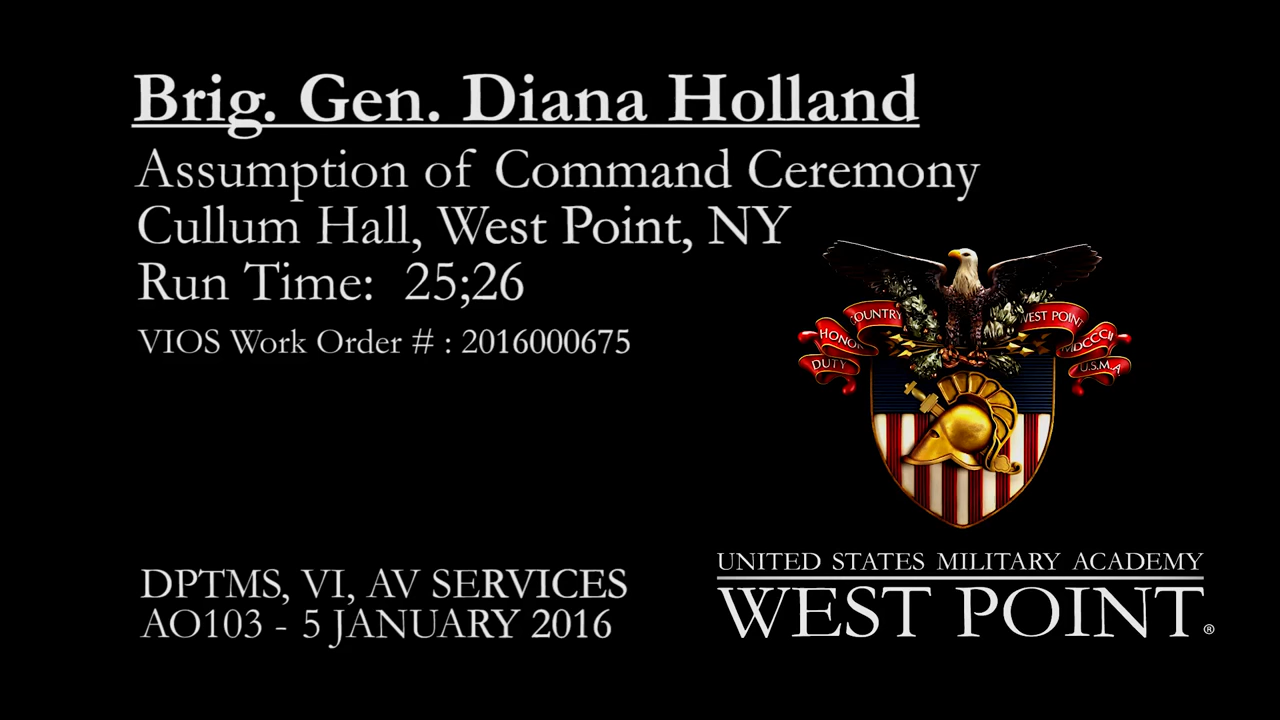 Brig. Gen. Diana Holland
Assumption of Command Ceremony
Cullum Hall, West Point, NY
Run Time: 25;26
VIOS Work Order # : 2016000675
DUTY
HONOR
COUNTRY
WEST POINT
MDCCCII
U.S.M.A
DPTMS, VI, AV SERVICES
AO103 - 5 JANUARY 2016
UNITED STATES MILITARY ACADEMY
WEST POINT®